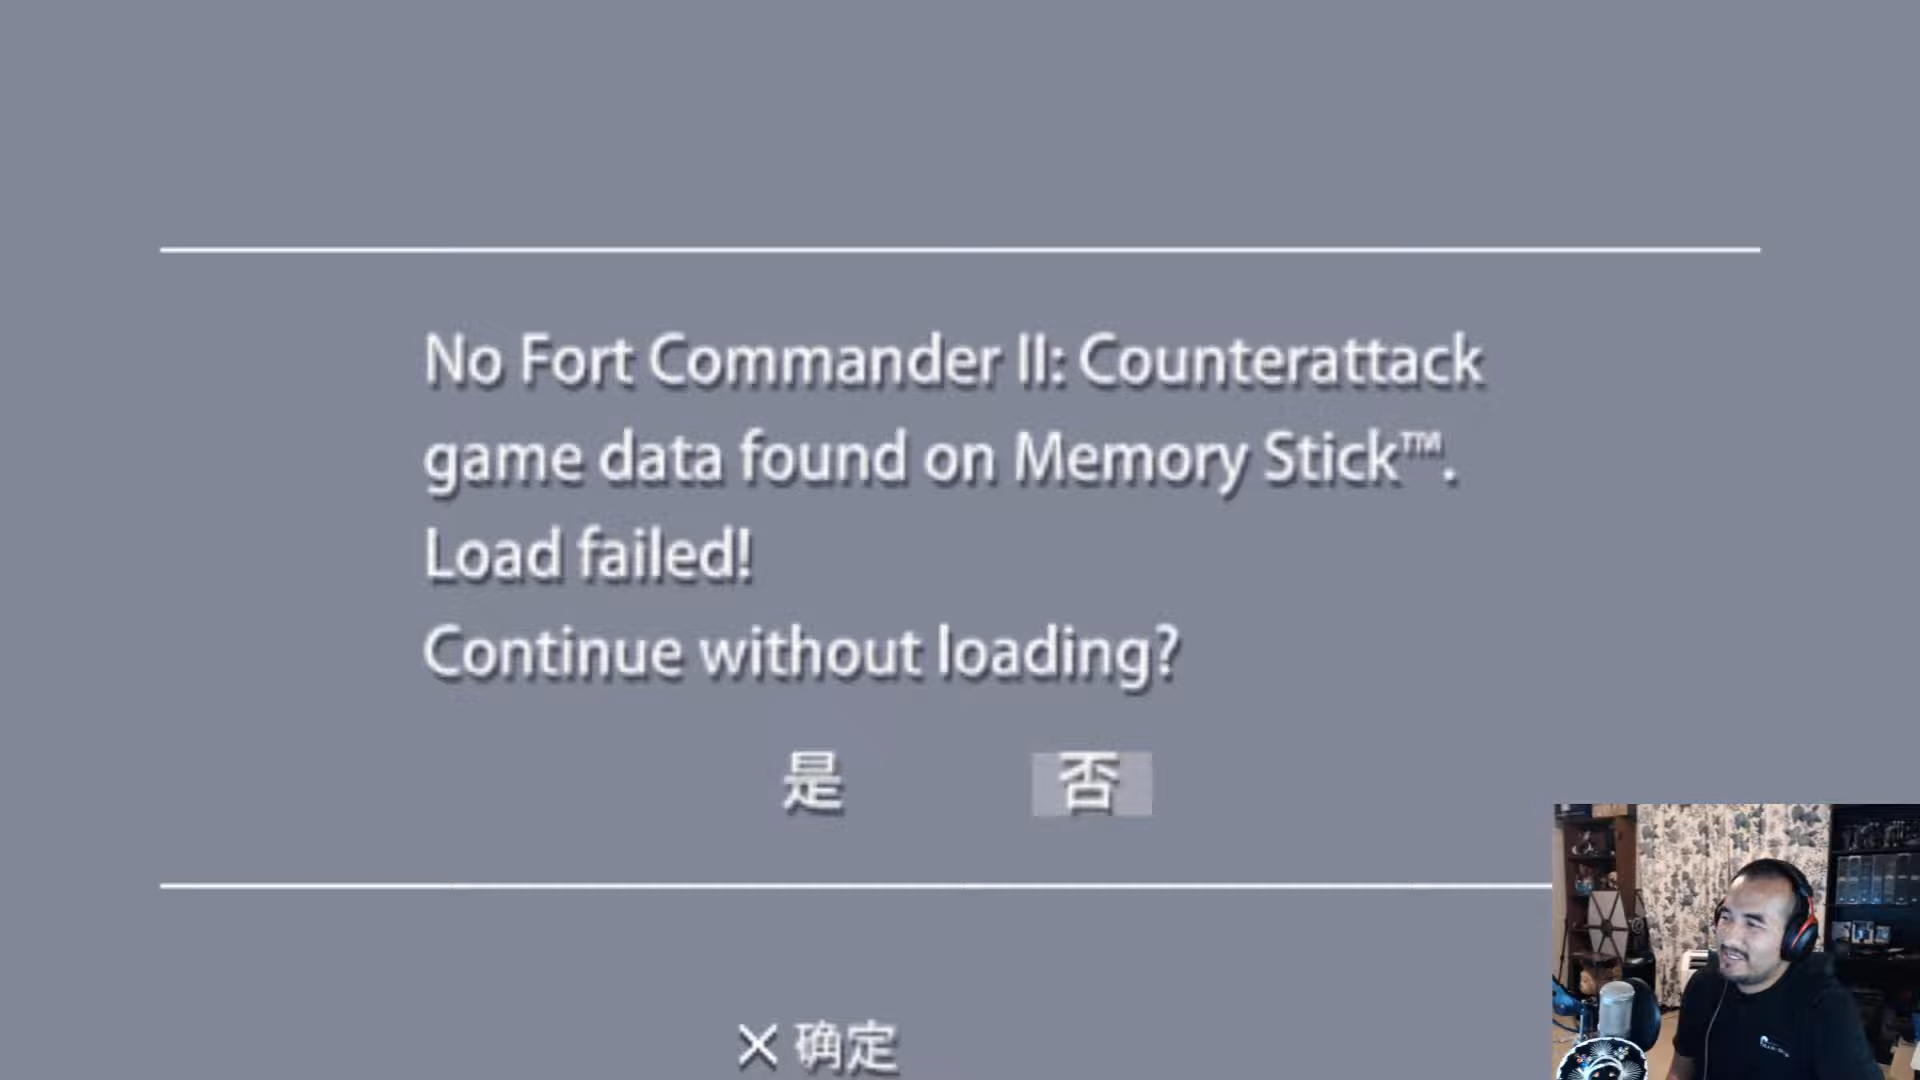 No Fort Commander II: Counterattack
game data found on Memory Stick™.
Load failed!
Continue without loading?
是 否
X 确定